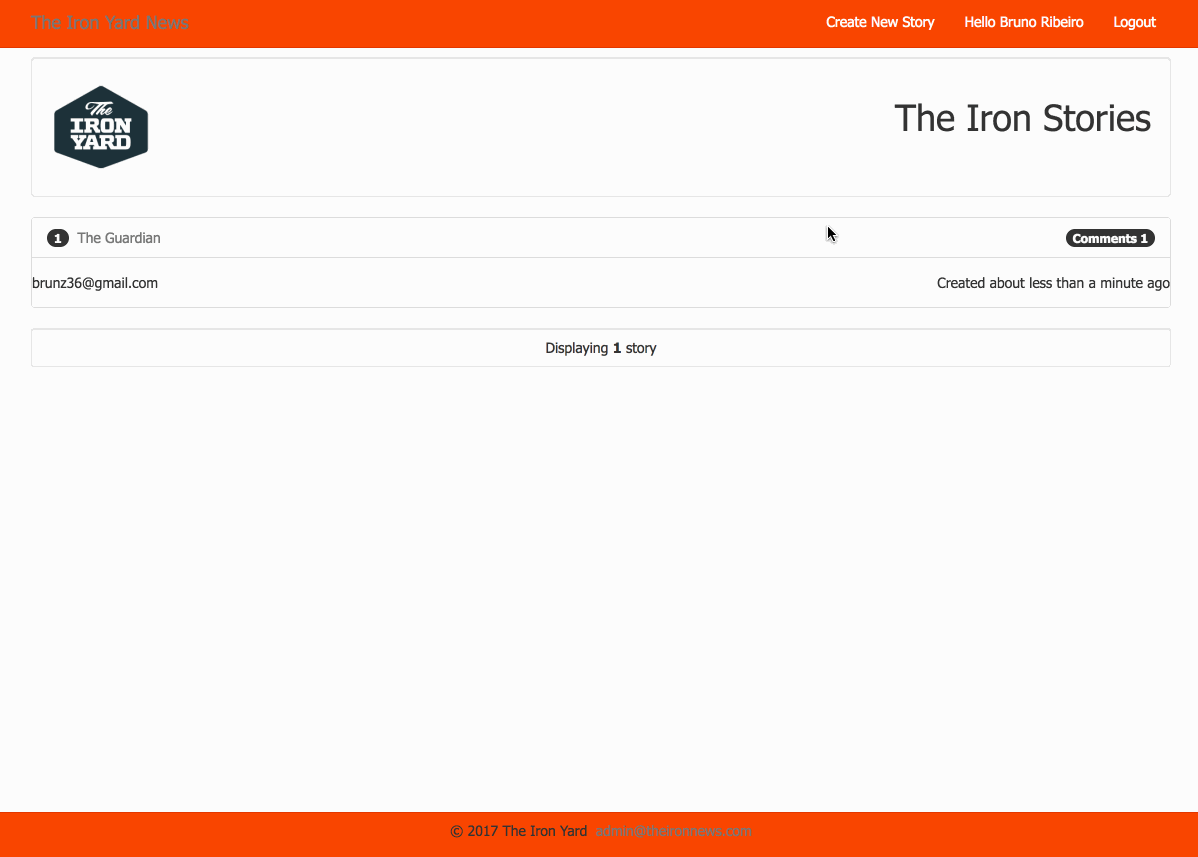 The Iron Yard News Create New Story Hello Bruno Ribeiro Logout
The
IRON
YARD
The Iron Stories
1 The Guardian Comments 1
brunz36@gmail.com Created about less than a minute ago
Displaying 1 story
© 2017 The Iron Yard admin@theironnews.com